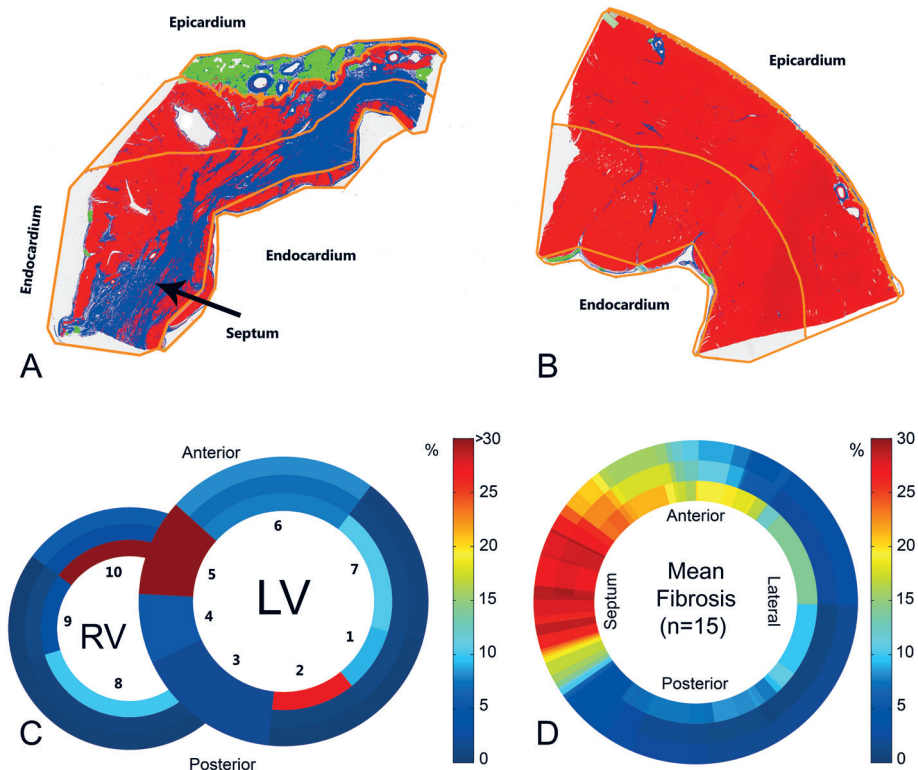 Epicardium
Endocardium
Endocardium
Septum
A
Epicardium
Endocardium
B
Anterior
10
9
RV
8
6
5
LV
7
4
1
3
2
Posterior
C
%
>30
25
20
15
10
5
0
Anterior
Septum
Mean
Fibrosis
(n=15)
Lateral
Posterior
D
%
>30
25
20
15
10
5
0